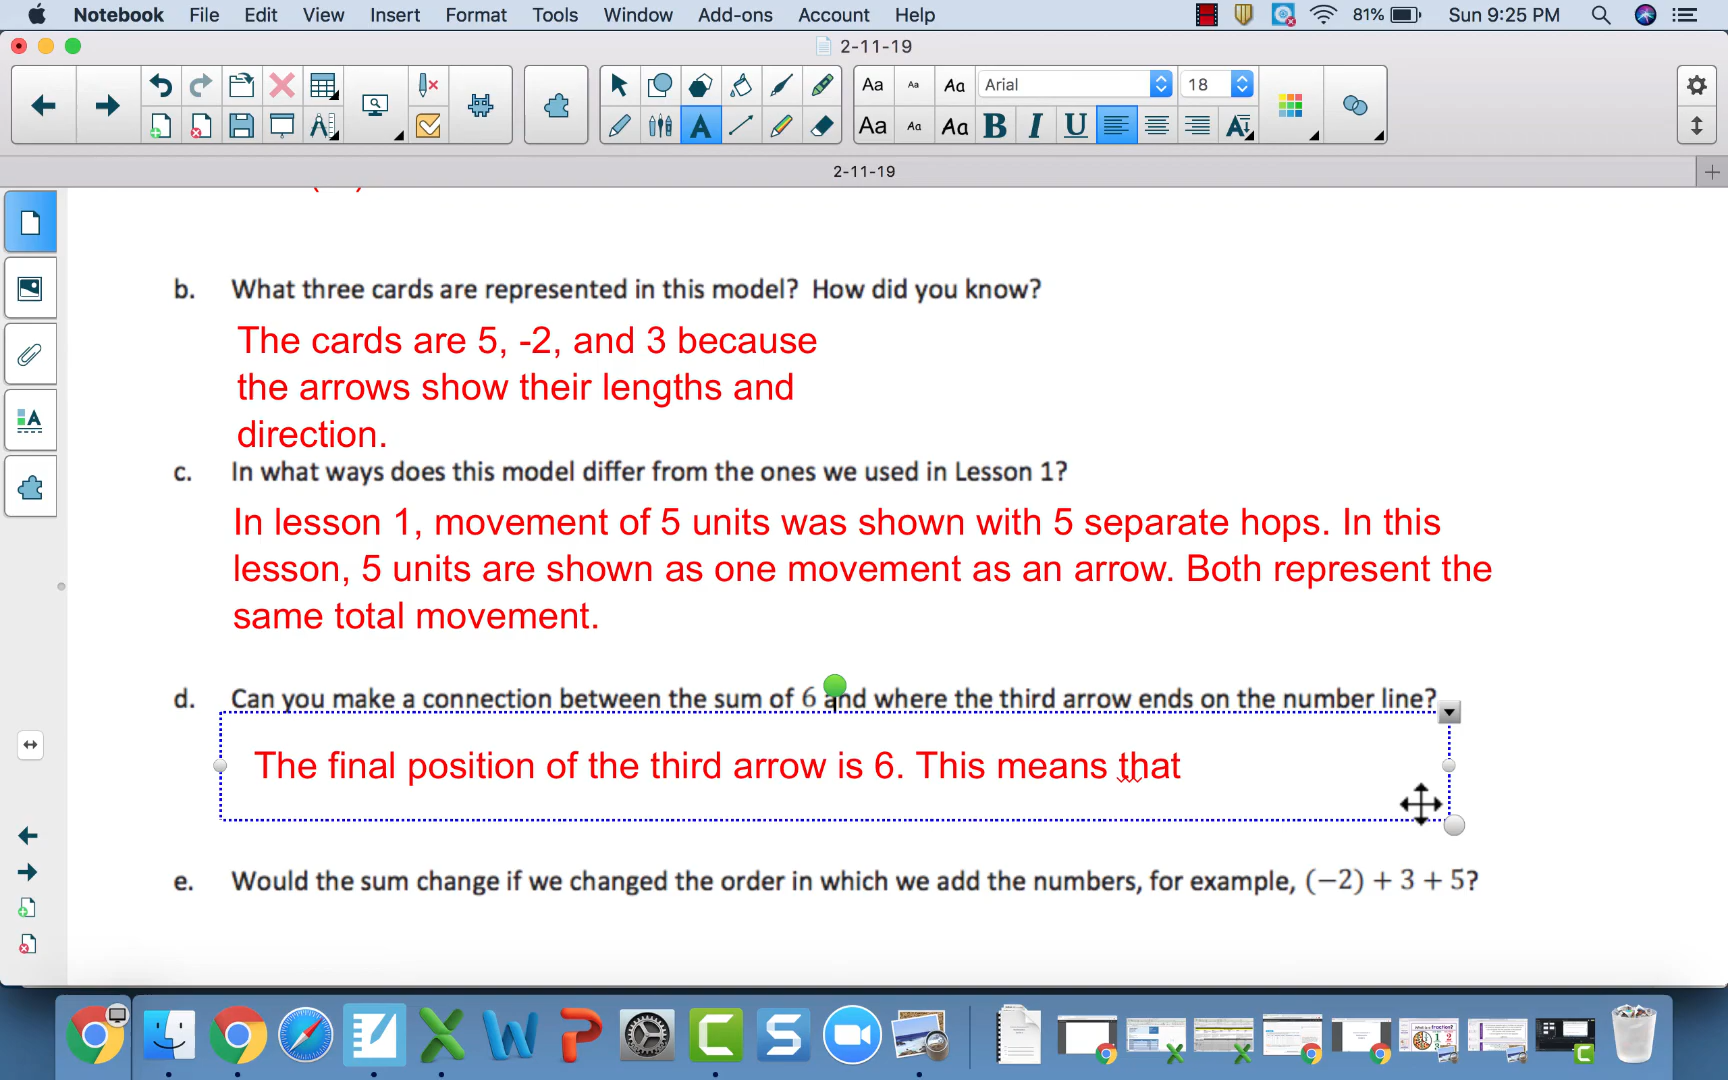 Notebook File Edit View Insert Format Tools Window Add-ons Account Help 81% Sun 9:25 PM
2-11-19
Aa Aa Aa Arial 18
Aa Aa Aa B I U A
2-11-19
b. What three cards are represented in this model? How did you know?
The cards are 5, -2, and 3 because
the arrows show their lengths and
direction.
c. In what ways does this model differ from the ones we used in Lesson 1?
In lesson 1, movement of 5 units was shown with 5 separate hops. In this
lesson, 5 units are shown as one movement as an arrow. Both represent the
same total movement.
d. Can you make a connection between the sum of 6 and where the third arrow ends on the number line?
The final position of the third arrow is 6. This means that
e. Would the sum change if we changed the order in which we add the numbers, for example, (−2) + 3 + 5?